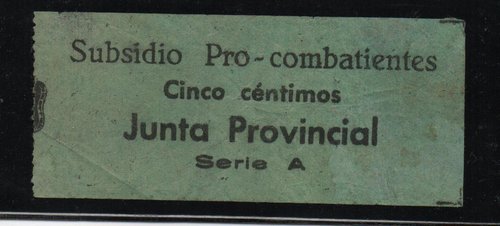 Subsidio Pro-combatientes
Cinco céntimos
Junta Provincial
Serie A